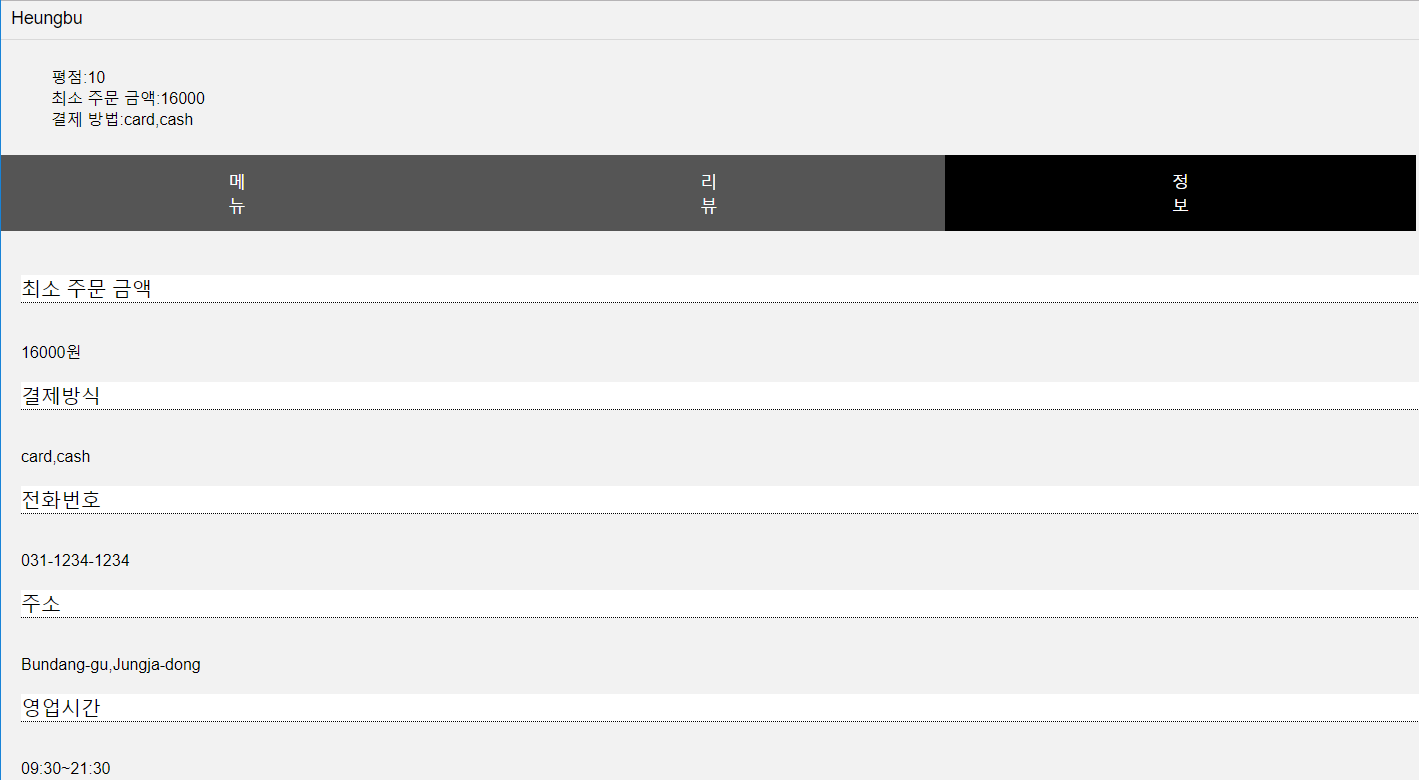 Heungbu
평점:10
최소 주문 금액:16000
결제 방법:card,cash
메
뉴
리
뷰
정
보
최소 주문 금액
16000원
결제방식
card,cash
전화번호
031-1234-1234
주소
Bundang-gu,Jungja-dong
영업시간
09:30~21:30